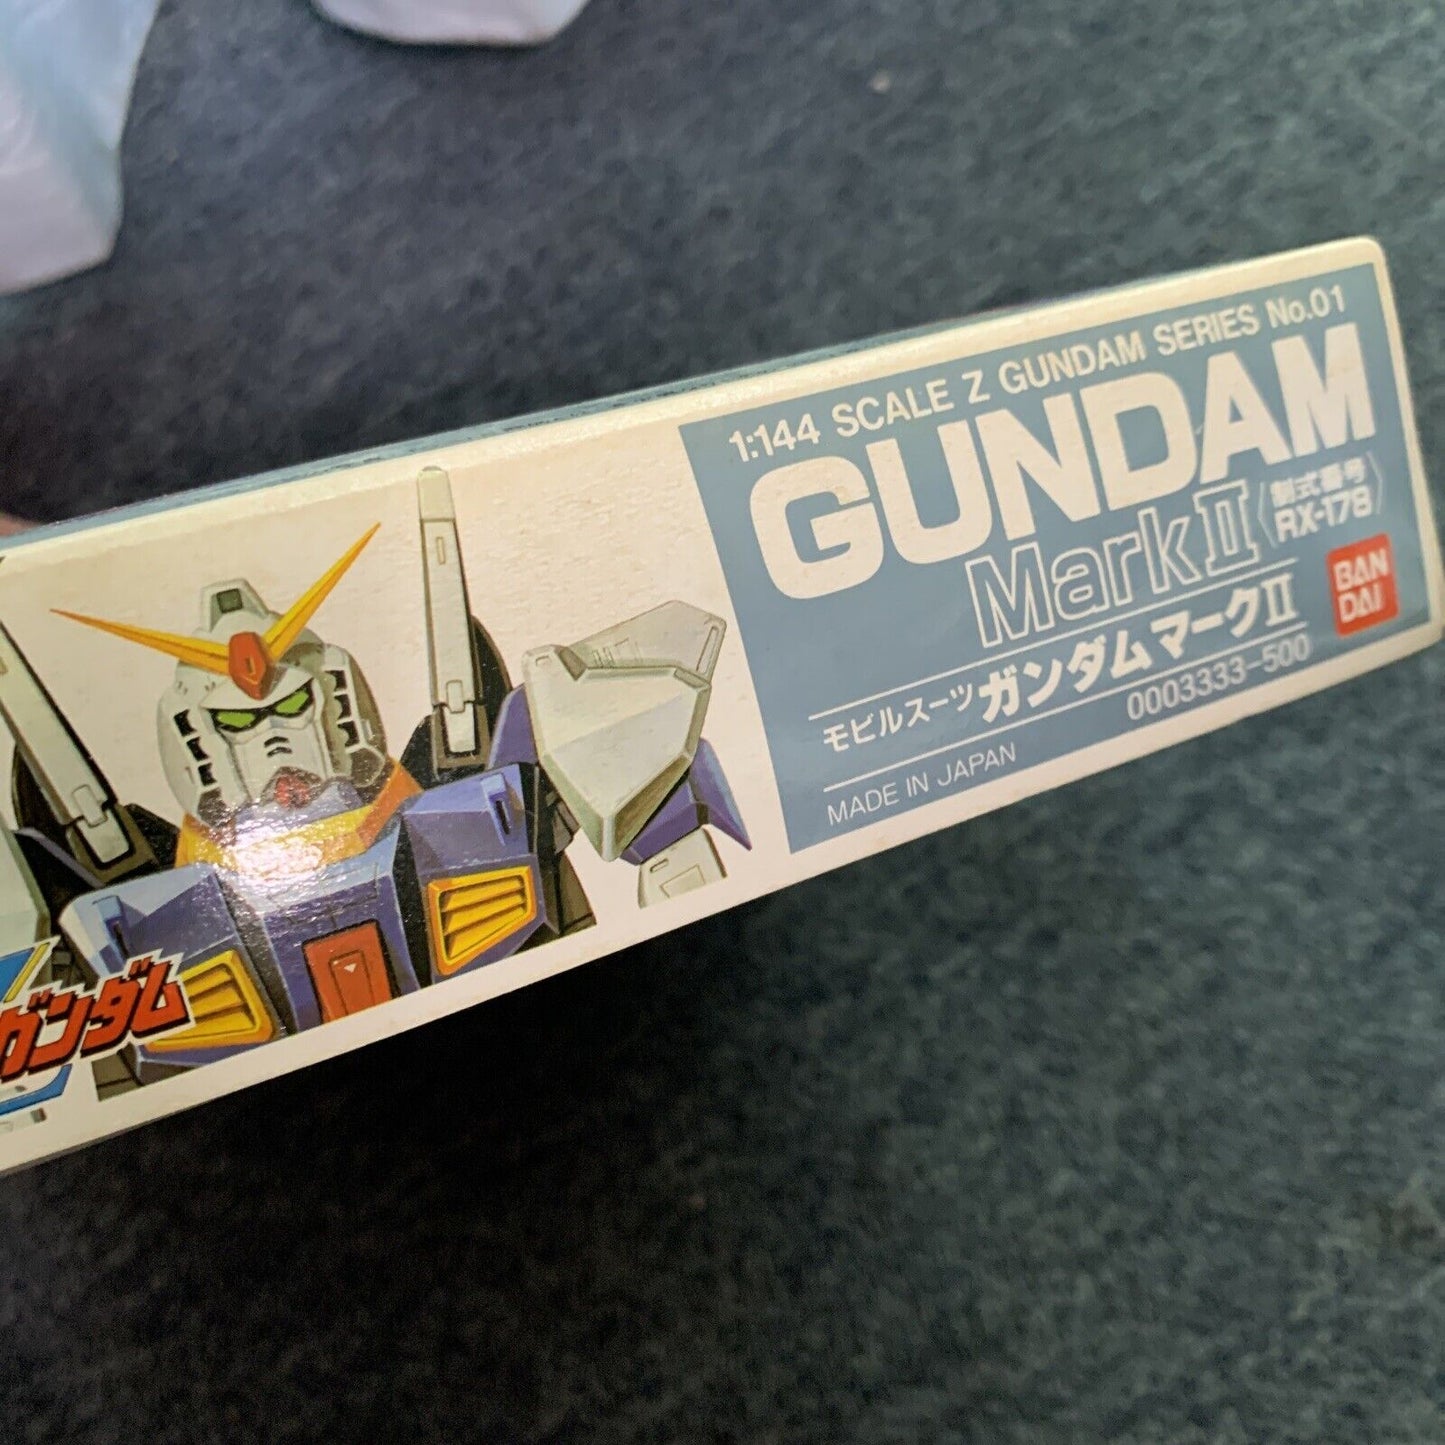 1:144 SCALE Z GUNDAM SERIES No.01
GUNDAM
Mark II
〈制式番号
RX-178〉
モビルスーツ ガンダムマークII
BAN
DAI
MADE IN JAPAN
0003333-500
ガンダム